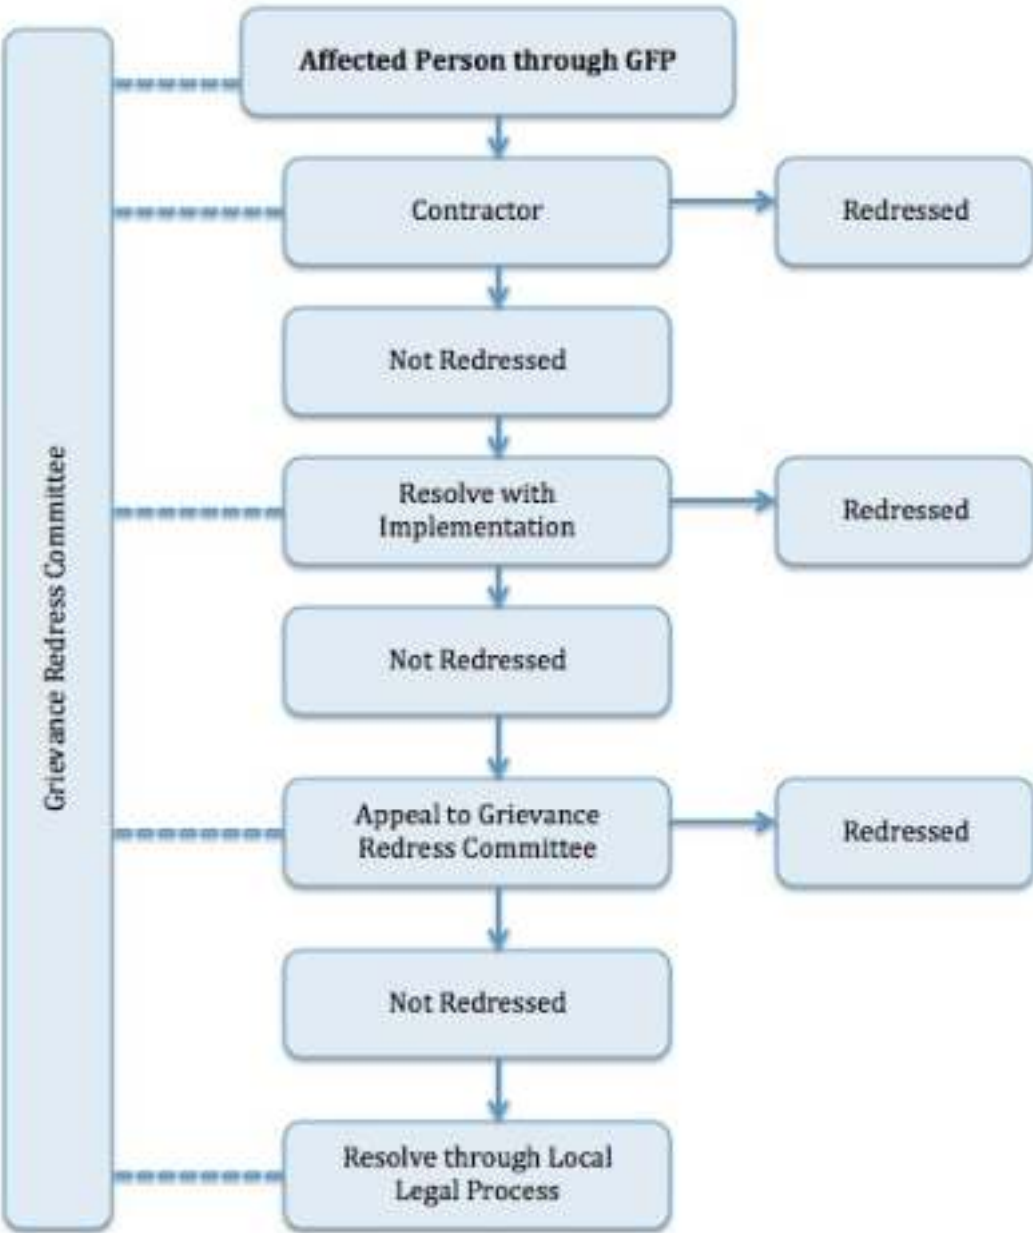 Affected Person through GFP
Contractor
Redressed
Not Redressed
Resolve with
Implementation
Redressed
Not Redressed
Appeal to Grievance
Redress Committee
Redressed
Not Redressed
Resolve through Local
Legal Process
Grievance Redress Committee